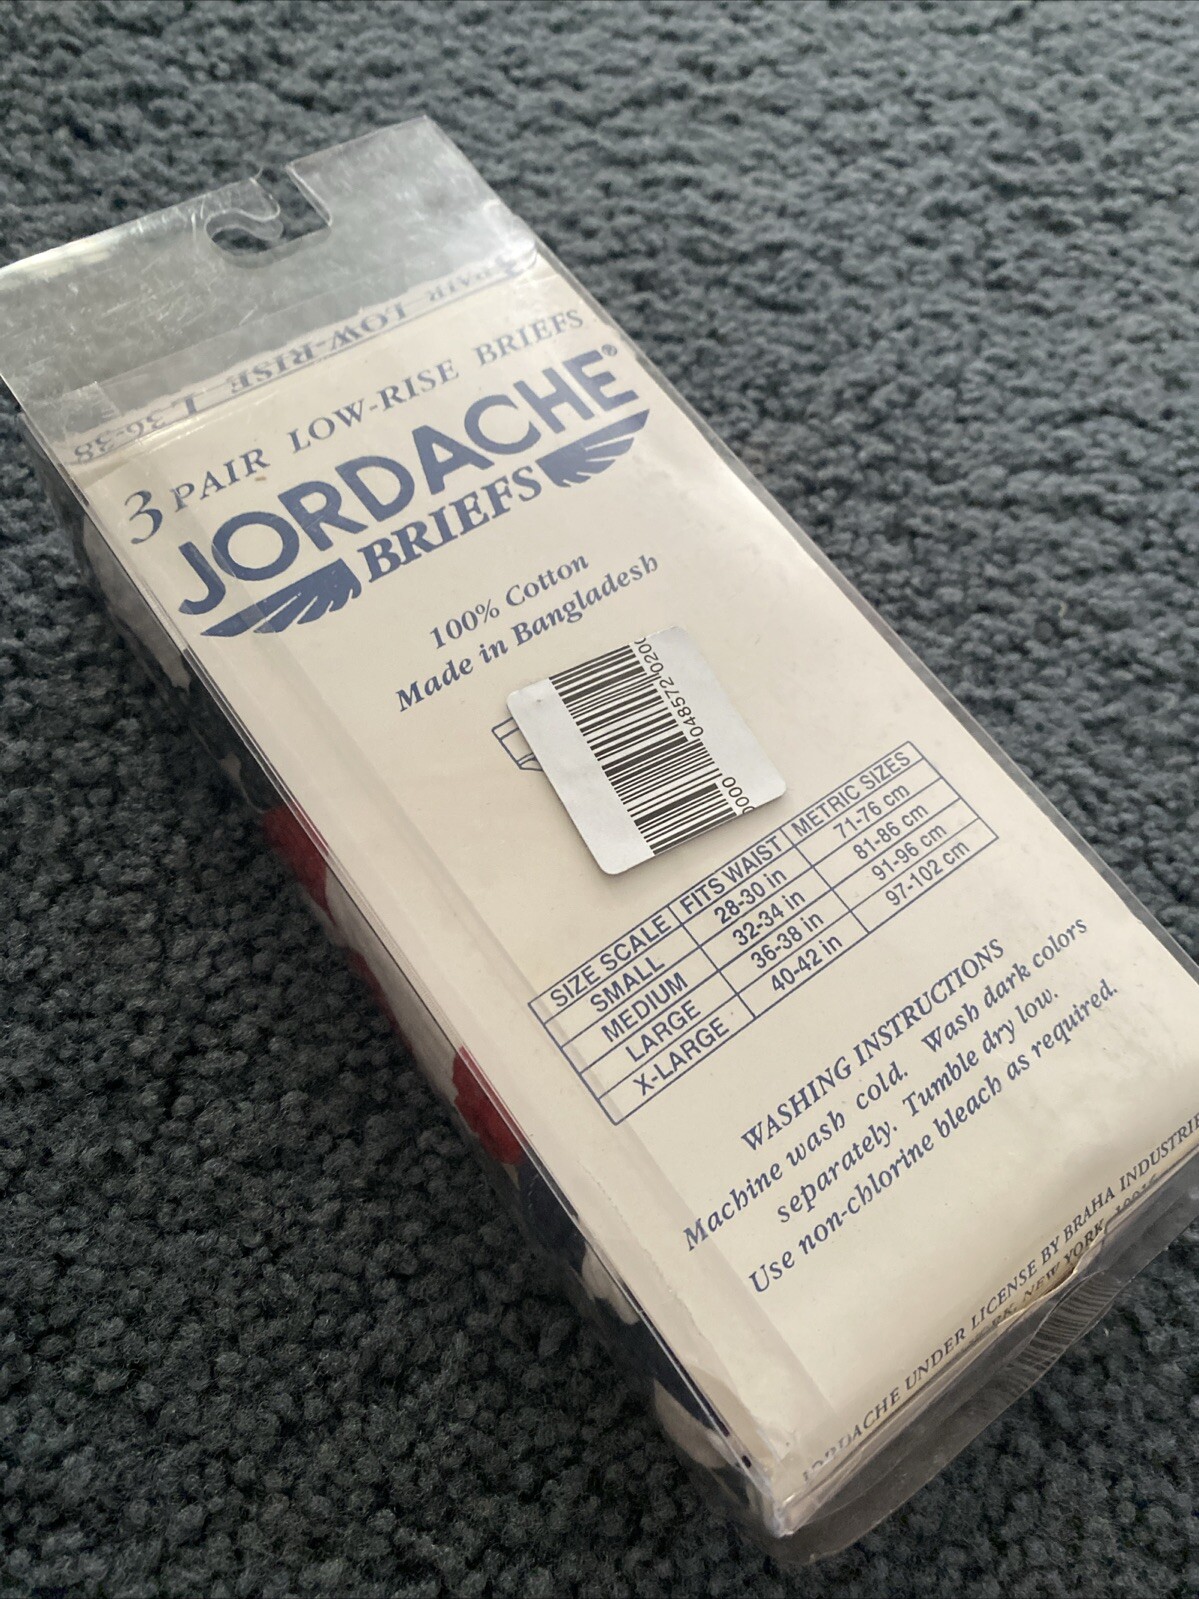 3 PAIR LOW-RISE L 36-38
3 PAIR LOW-RISE BRIEFS
JORDACHE®
BRIEFS
100% Cotton
Made in Bangladesh
048572 020
0000
SIZE SCALE FITS WAIST METRIC SIZES
SMALL 28-30 in 71-76 cm
MEDIUM 32-34 in 81-86 cm
LARGE 36-38 in 91-96 cm
X-LARGE 40-42 in 97-102 cm
WASHING INSTRUCTIONS
Machine wash cold. Wash dark colors
separately. Tumble dry low.
Use non-chlorine bleach as required.
JORDACHE UNDER LICENSE BY BRAHA INDUSTRIE
NEW YORK